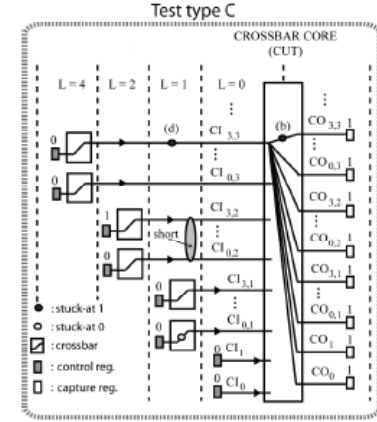 Test type C
CROSSBAR CORE
(CUT)
L = 4 L = 2 L = 1 L = 0
0 (d) CI 3,3 (b) CO 3,3 1
0 CI 0,3 CO 0,3 1
1 CI 3,2 CO 3,2 1
short
0 CI 0,2 CO 0,2 1
0 CI 3,1 CO 3,1 1
0 CI 0,1 CO 0,1 1
0 CI 1 CO 1 1
0 CI 0 CO 0 1
: stuck-at 1
: stuck-at 0
: crossbar
: control reg.
: capture reg.